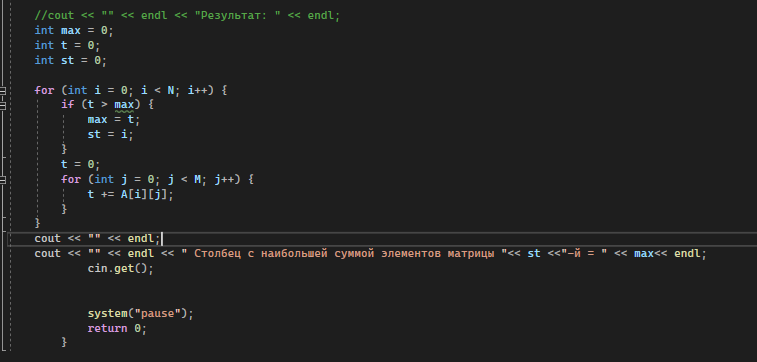 //cout << "" << endl << "Результат: " << endl;
int max = 0;
int t = 0;
int st = 0;
for (int i = 0; i < N; i++) {
if (t > max) {
max = t;
st = i;
}
t = 0;
for (int j = 0; j < M; j++) {
t += A[i][j];
}
}
cout << "" << endl;
cout << "" << endl << " Столбец с наибольшей суммой элементов матрицы "<< st <<"-й = " << max<< endl;
cin.get();
system("pause");
return 0;
}